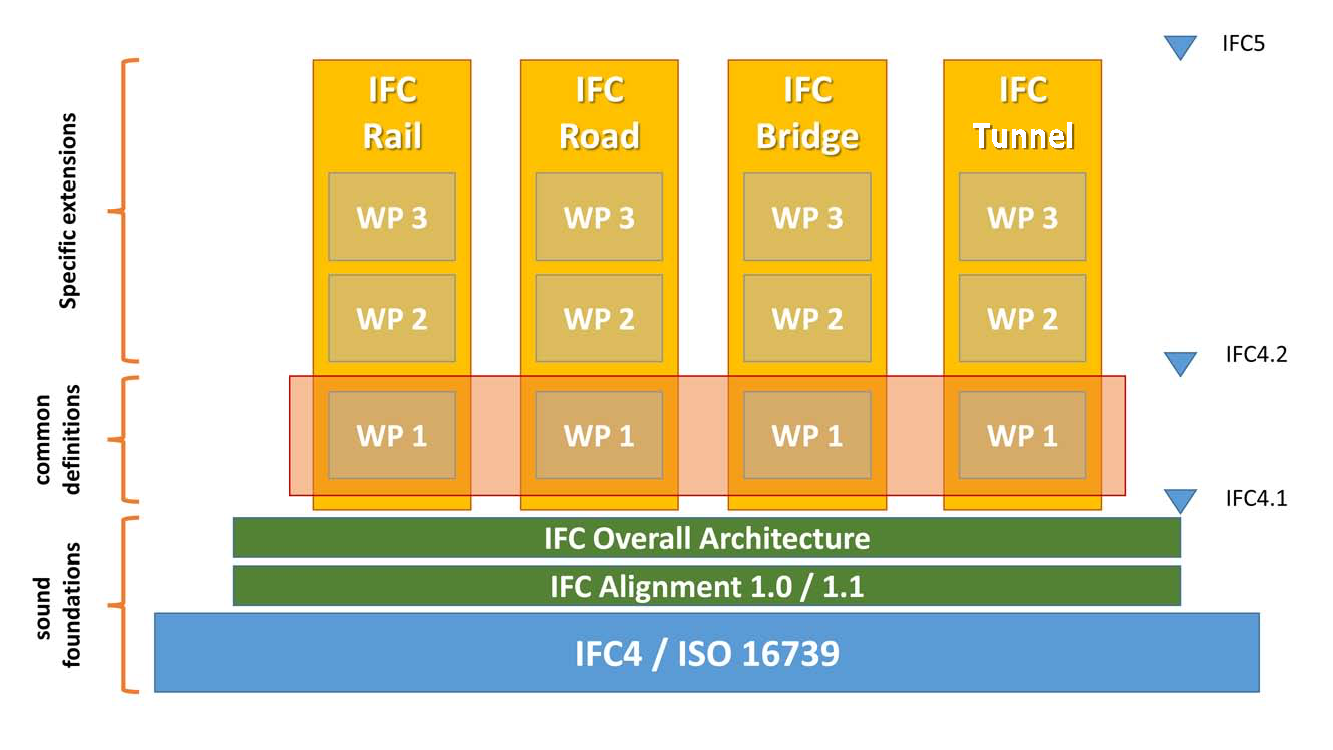 IFC5
IFC
Rail
IFC
Road
IFC
Bridge
IFC
Tunnel
Specific extensions
WP 3
WP 3
WP 3
WP 3
WP 2
WP 2
WP 2
WP 2
IFC4.2
common
definitions
WP 1
WP 1
WP 1
WP 1
IFC4.1
sound
foundations
IFC Overall Architecture
IFC Alignment 1.0 / 1.1
IFC4 / ISO 16739